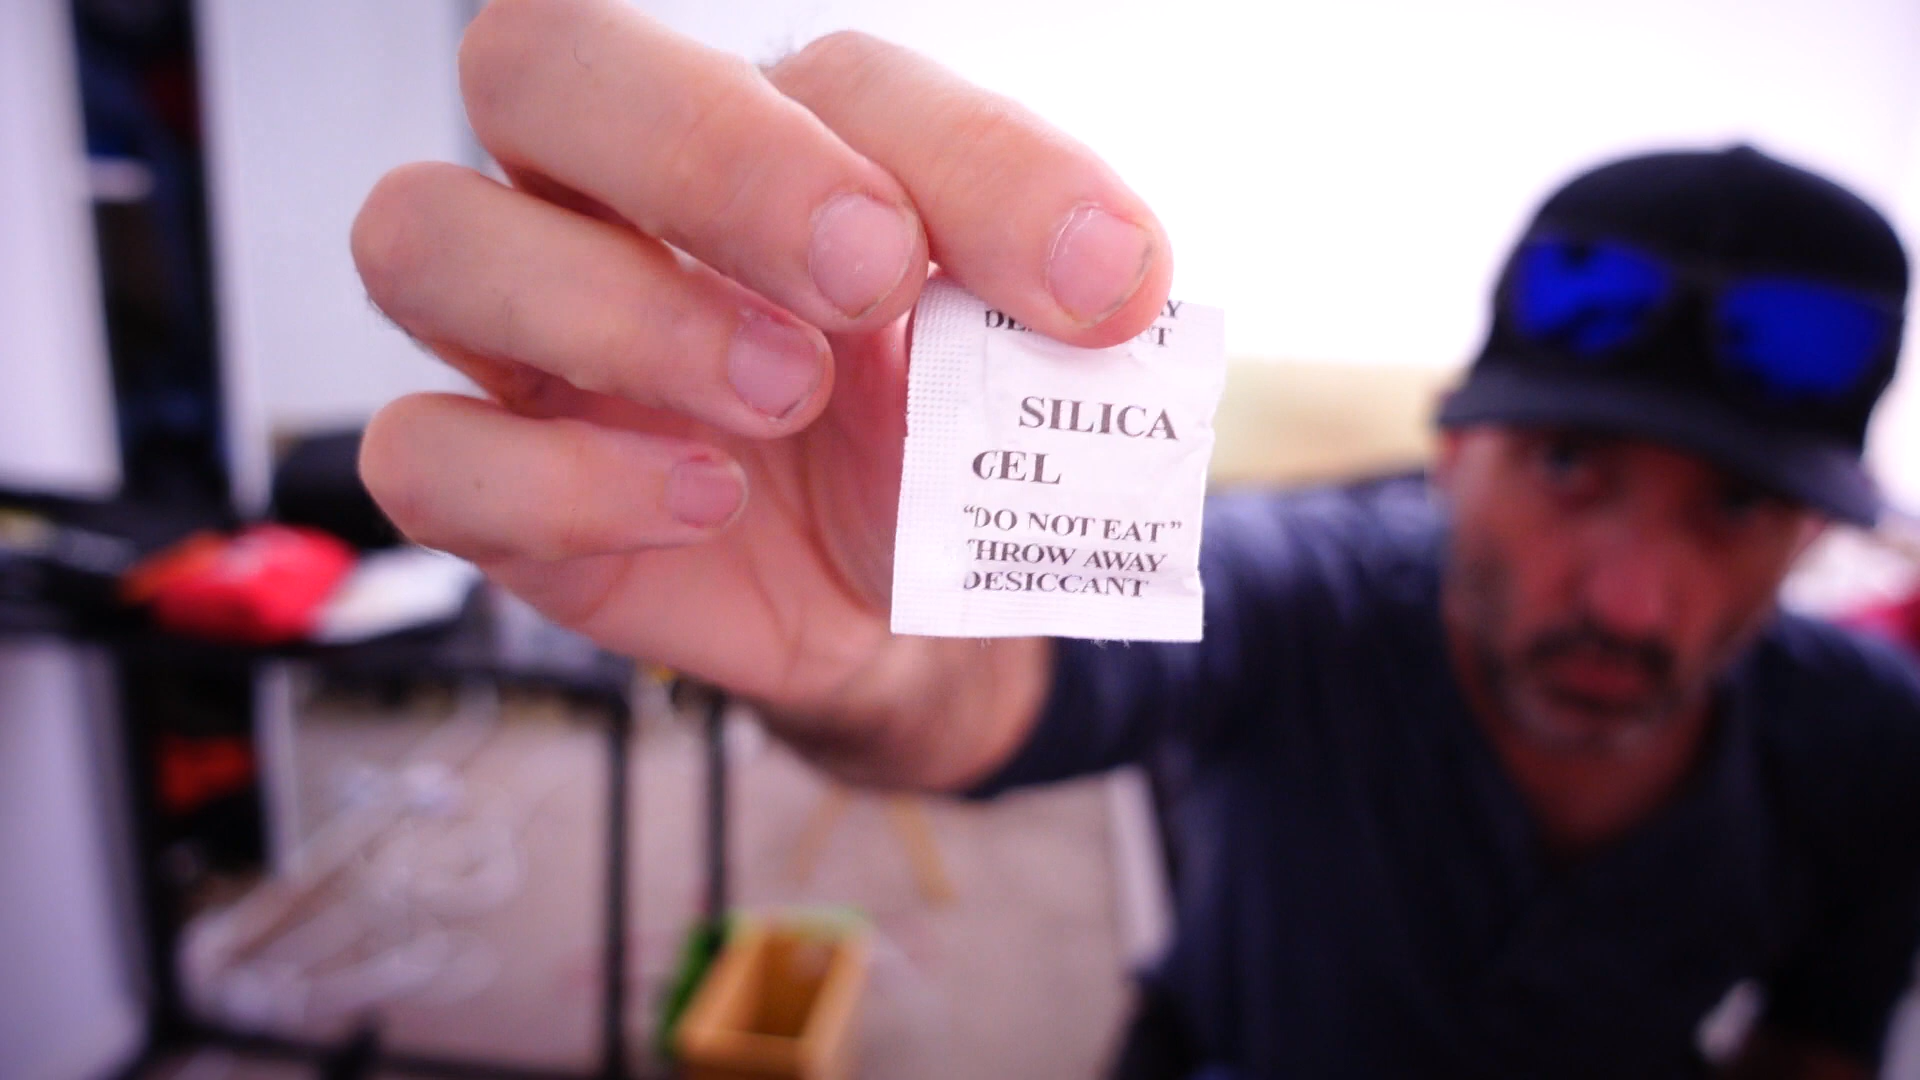 SILICA
GEL
“DO NOT EAT”
THROW AWAY
DESICCANT